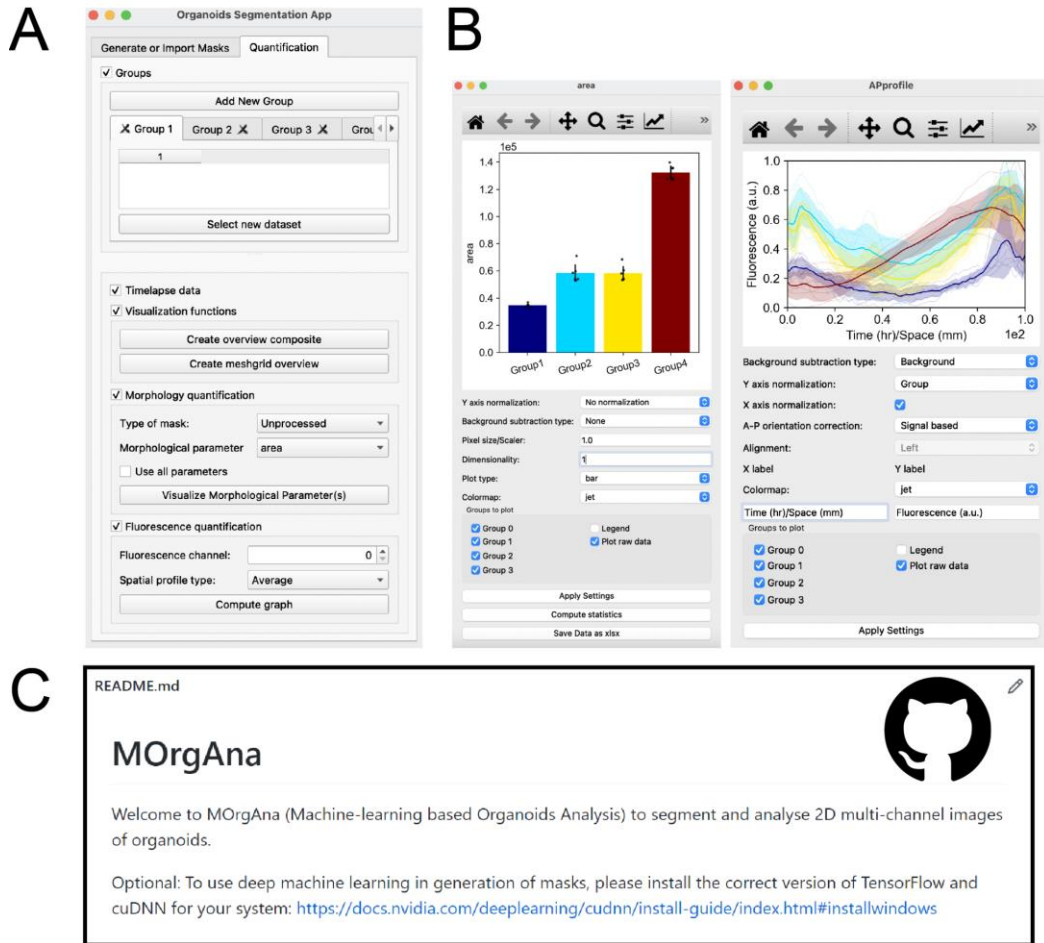 A
Organoids Segmentation App
Generate or Import Masks
Quantification
Groups
Add New Group
Group 1
Group 2
Group 3
1
Select new dataset
Timelapse data
Visualization functions
Create overview composite
Create meshgrid overview
Morphology quantification
Type of mask:
Unprocessed
Morphological parameter
area
Use all parameters
Visualize Morphological Parameter(s)
Fluorescence quantification
Fluorescence channel:
0
Spatial profile type:
Average
Compute graph
B
area
»
1e5
1.4
1.2
1.0
0.8
0.6
0.4
0.2
0.0
area
Group1
Group2
Group3
Group4
Y axis normalization:
No normalization
Background subtraction type:
None
Pixel size/Scaler:
1.0
Dimensionality:
1
Plot type:
bar
Colormap:
jet
Groups to plot
Group 0
Legend
Group 1
Plot raw data
Group 2
Group 3
Apply Settings
Compute statistics
Save Data as xlsx
APprofile
»
1.0
0.8
0.6
0.4
0.2
0.0
Fluorescence (a.u.)
0.0
0.2
0.4
0.6
0.8
1.0
Time (hr)/Space (mm)
1e2
Background subtraction type:
Background
Y axis normalization:
Group
X axis normalization:
A-P orientation correction:
Signal based
Alignment:
Left
X label
Y label
Colormap:
jet
Time (hr)/Space (mm)
Fluorescence (a.u.)
Groups to plot
Group 0
Legend
Group 1
Plot raw data
Group 2
Group 3
Apply Settings
C
README.md
MOrgAna
Welcome to MOrgAna (Machine-learning based Organoids Analysis) to segment and analyse 2D multi-channel images
of organoids.
Optional: To use deep machine learning in generation of masks, please install the correct version of TensorFlow and
cuDNN for your system: https://docs.nvidia.com/deeplearning/cudnn/install-guide/index.html#installwindows